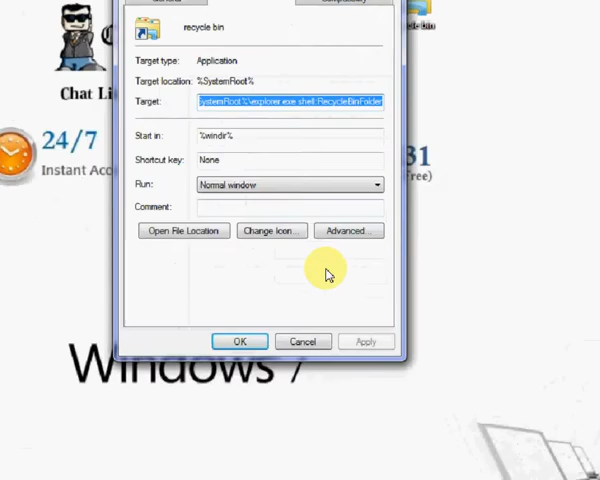 recycle bin
Target type: Application
Target location: %SystemRoot%
Target: SystemRoot%\explorer.exe shell:RecycleBinFolder
Start in: %windir%
Shortcut key: None
Run: Normal window
Comment:
Open File Location Change Icon... Advanced...
OK Cancel Apply
Chat Li
24/7
Instant Acc
31
(Free)
Windows 7